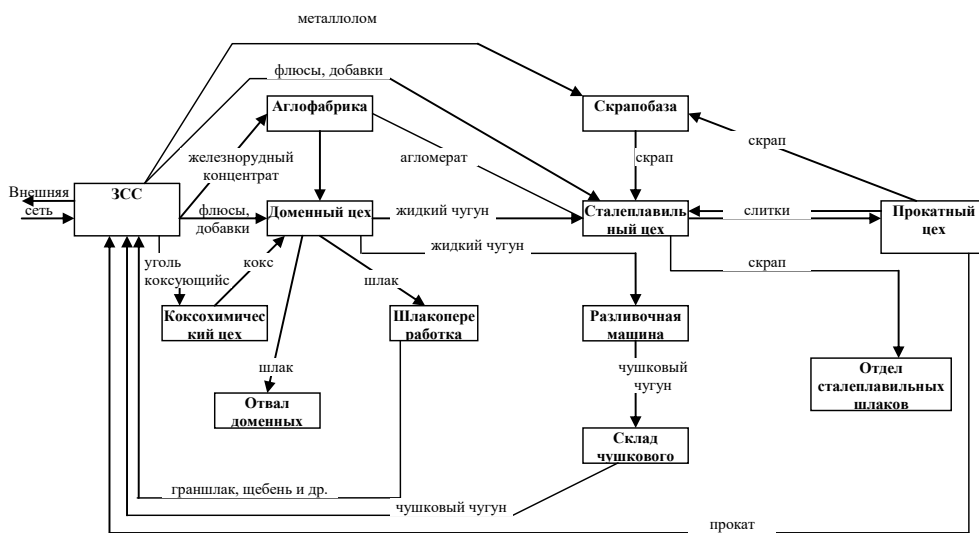 металлолом
флюсы, добавки
Аглофабрика
Скрапобаза
скрап
железнорудный
концентрат
агломерат
скрап
Внешняя
сеть
ЗСС
флюсы,
добавки
Доменный цех
жидкий чугун
Сталеплавиль
ный цех
слитки
Прокатный
цех
жидкий чугун
уголь
коксующийс
кокс
шлак
скрап
Коксохимичес
кий цех
Шлакопере
работка
Разливочная
машина
шлак
чушковый
чугун
Отдел
сталеплавильных
шлаков
Отвал
доменных
Склад
чушкового
граншлак, щебень и др.
чушковый чугун
прокат